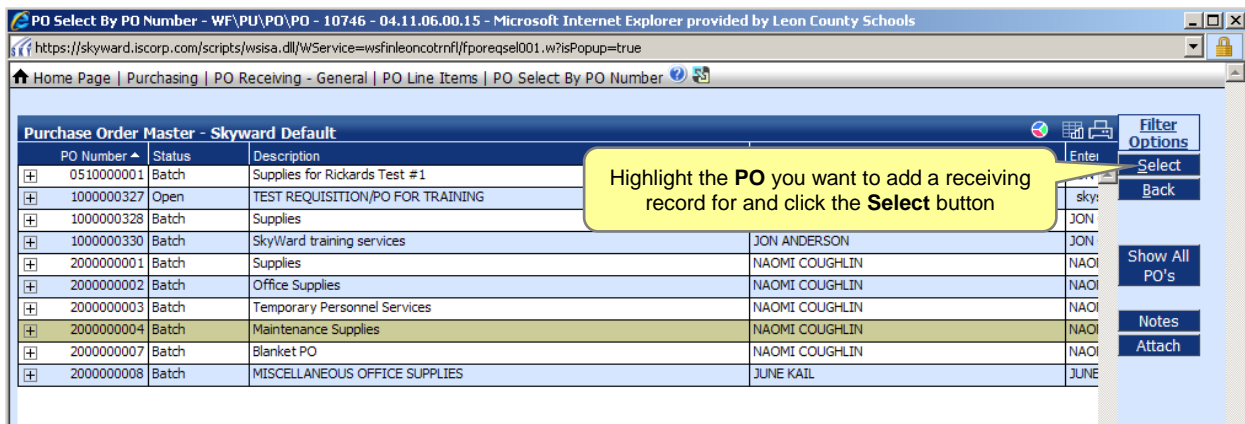 PO Select By PO Number - WF\PU\PO\PO - 10746 - 04.11.06.00.15 - Microsoft Internet Explorer provided by Leon County Schools
https://skyward.iscorp.com/scripts/wsisa.dll/WService=wsfinleoncotrnfl/fporeqsel001.w?isPopup=true
Home Page | Purchasing | PO Receiving - General | PO Line Items | PO Select By PO Number
Purchase Order Master - Skyward Default
Filter Options
PO Number Status Description Enter
0510000001 Batch Supplies for Rickards Test #1
Select
1000000327 Open TEST REQUISITION/PO FOR TRAINING sky
Back
Highlight the PO you want to add a receiving
record for and click the Select button
1000000328 Batch Supplies JON
1000000330 Batch SkyWard training services JON ANDERSON JON
2000000001 Batch Supplies NAOMI COUGHLIN NAO
Show All PO's
2000000002 Batch Office Supplies NAOMI COUGHLIN NAO
2000000003 Batch Temporary Personnel Services NAOMI COUGHLIN NAO
2000000004 Batch Maintenance Supplies NAOMI COUGHLIN NAO
Notes
2000000007 Batch Blanket PO NAOMI COUGHLIN NAO
Attach
2000000008 Batch MISCELLANEOUS OFFICE SUPPLIES JUNE KAIL JUNE